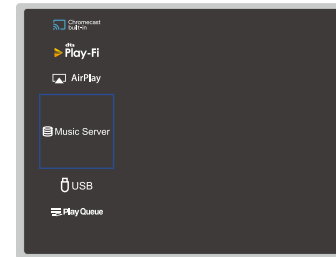 Chromecast
built-in
dts
Play-Fi
AirPlay
Music Server
USB
Play Queue